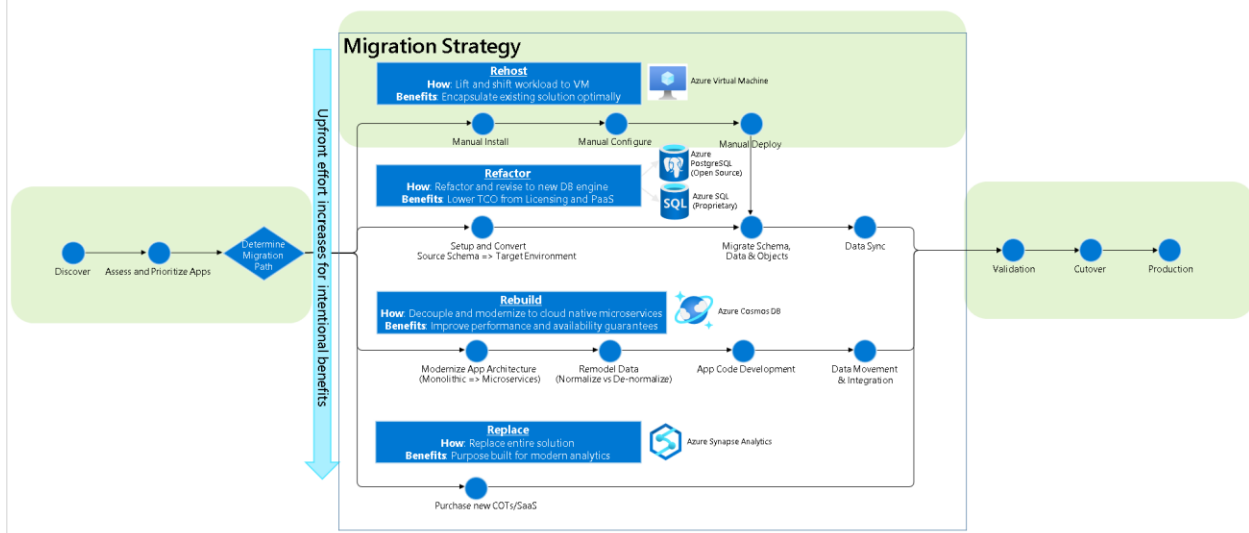 Migration Strategy
Upfront effort increases for intentional benefits
Discover
Assess and Prioritize Apps
Determine
Migration
Path
Rehost
How: Lift and shift workload to VM
Benefits: Encapsulate existing solution optimally
Azure Virtual Machine
Manual Install
Manual Configure
Manual Deploy
Refactor
How: Refactor and revise to new DB engine
Benefits: Lower TCO from Licensing and PaaS
Azure
PostgreSQL
(Open Source)
SQL
Azure SQL
(Proprietary)
Setup and Convert
Source Schema => Target Environment
Migrate Schema,
Data & Objects
Data Sync
Rebuild
How: Decouple and modernize to cloud native microservices
Benefits: Improve performance and availability guarantees
Azure Cosmos DB
Modernize App Architecture
(Monolithic => Microservices)
Remodel Data
(Normalize vs De-normalize)
App Code Development
Data Movement
& Integration
Replace
How: Replace entire solution
Benefits: Purpose built for modern analytics
Azure Synapse Analytics
Purchase new COTs/SaaS
Validation
Cutover
Production